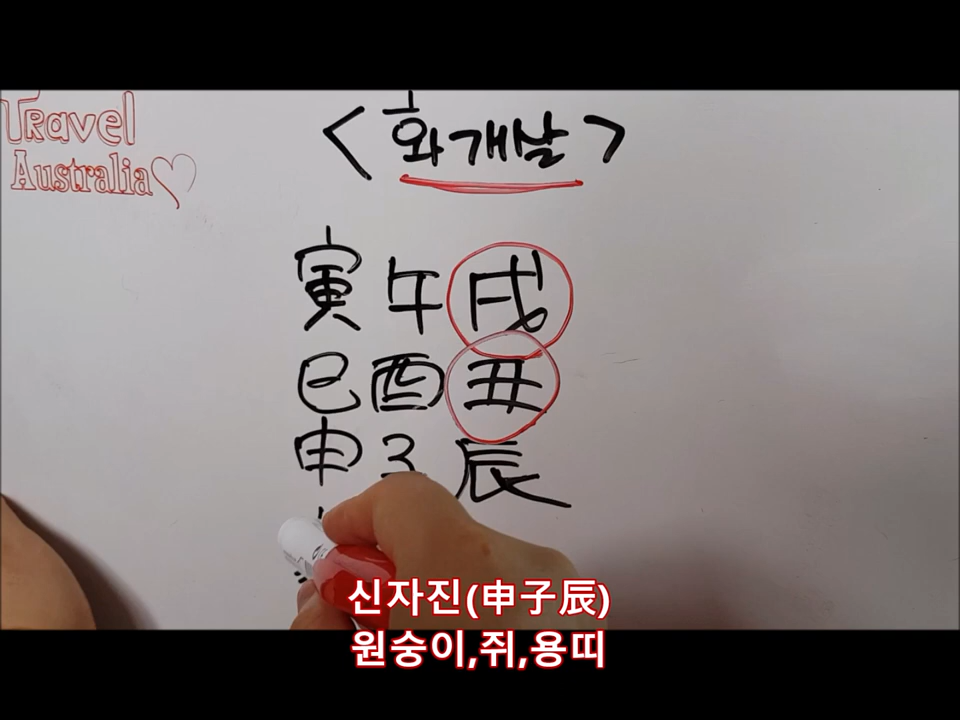 Travel
Australia
<화개살>
寅 午 戌
巳 酉 丑
申 子 辰
신자진(申子辰)
원숭이,쥐,용띠